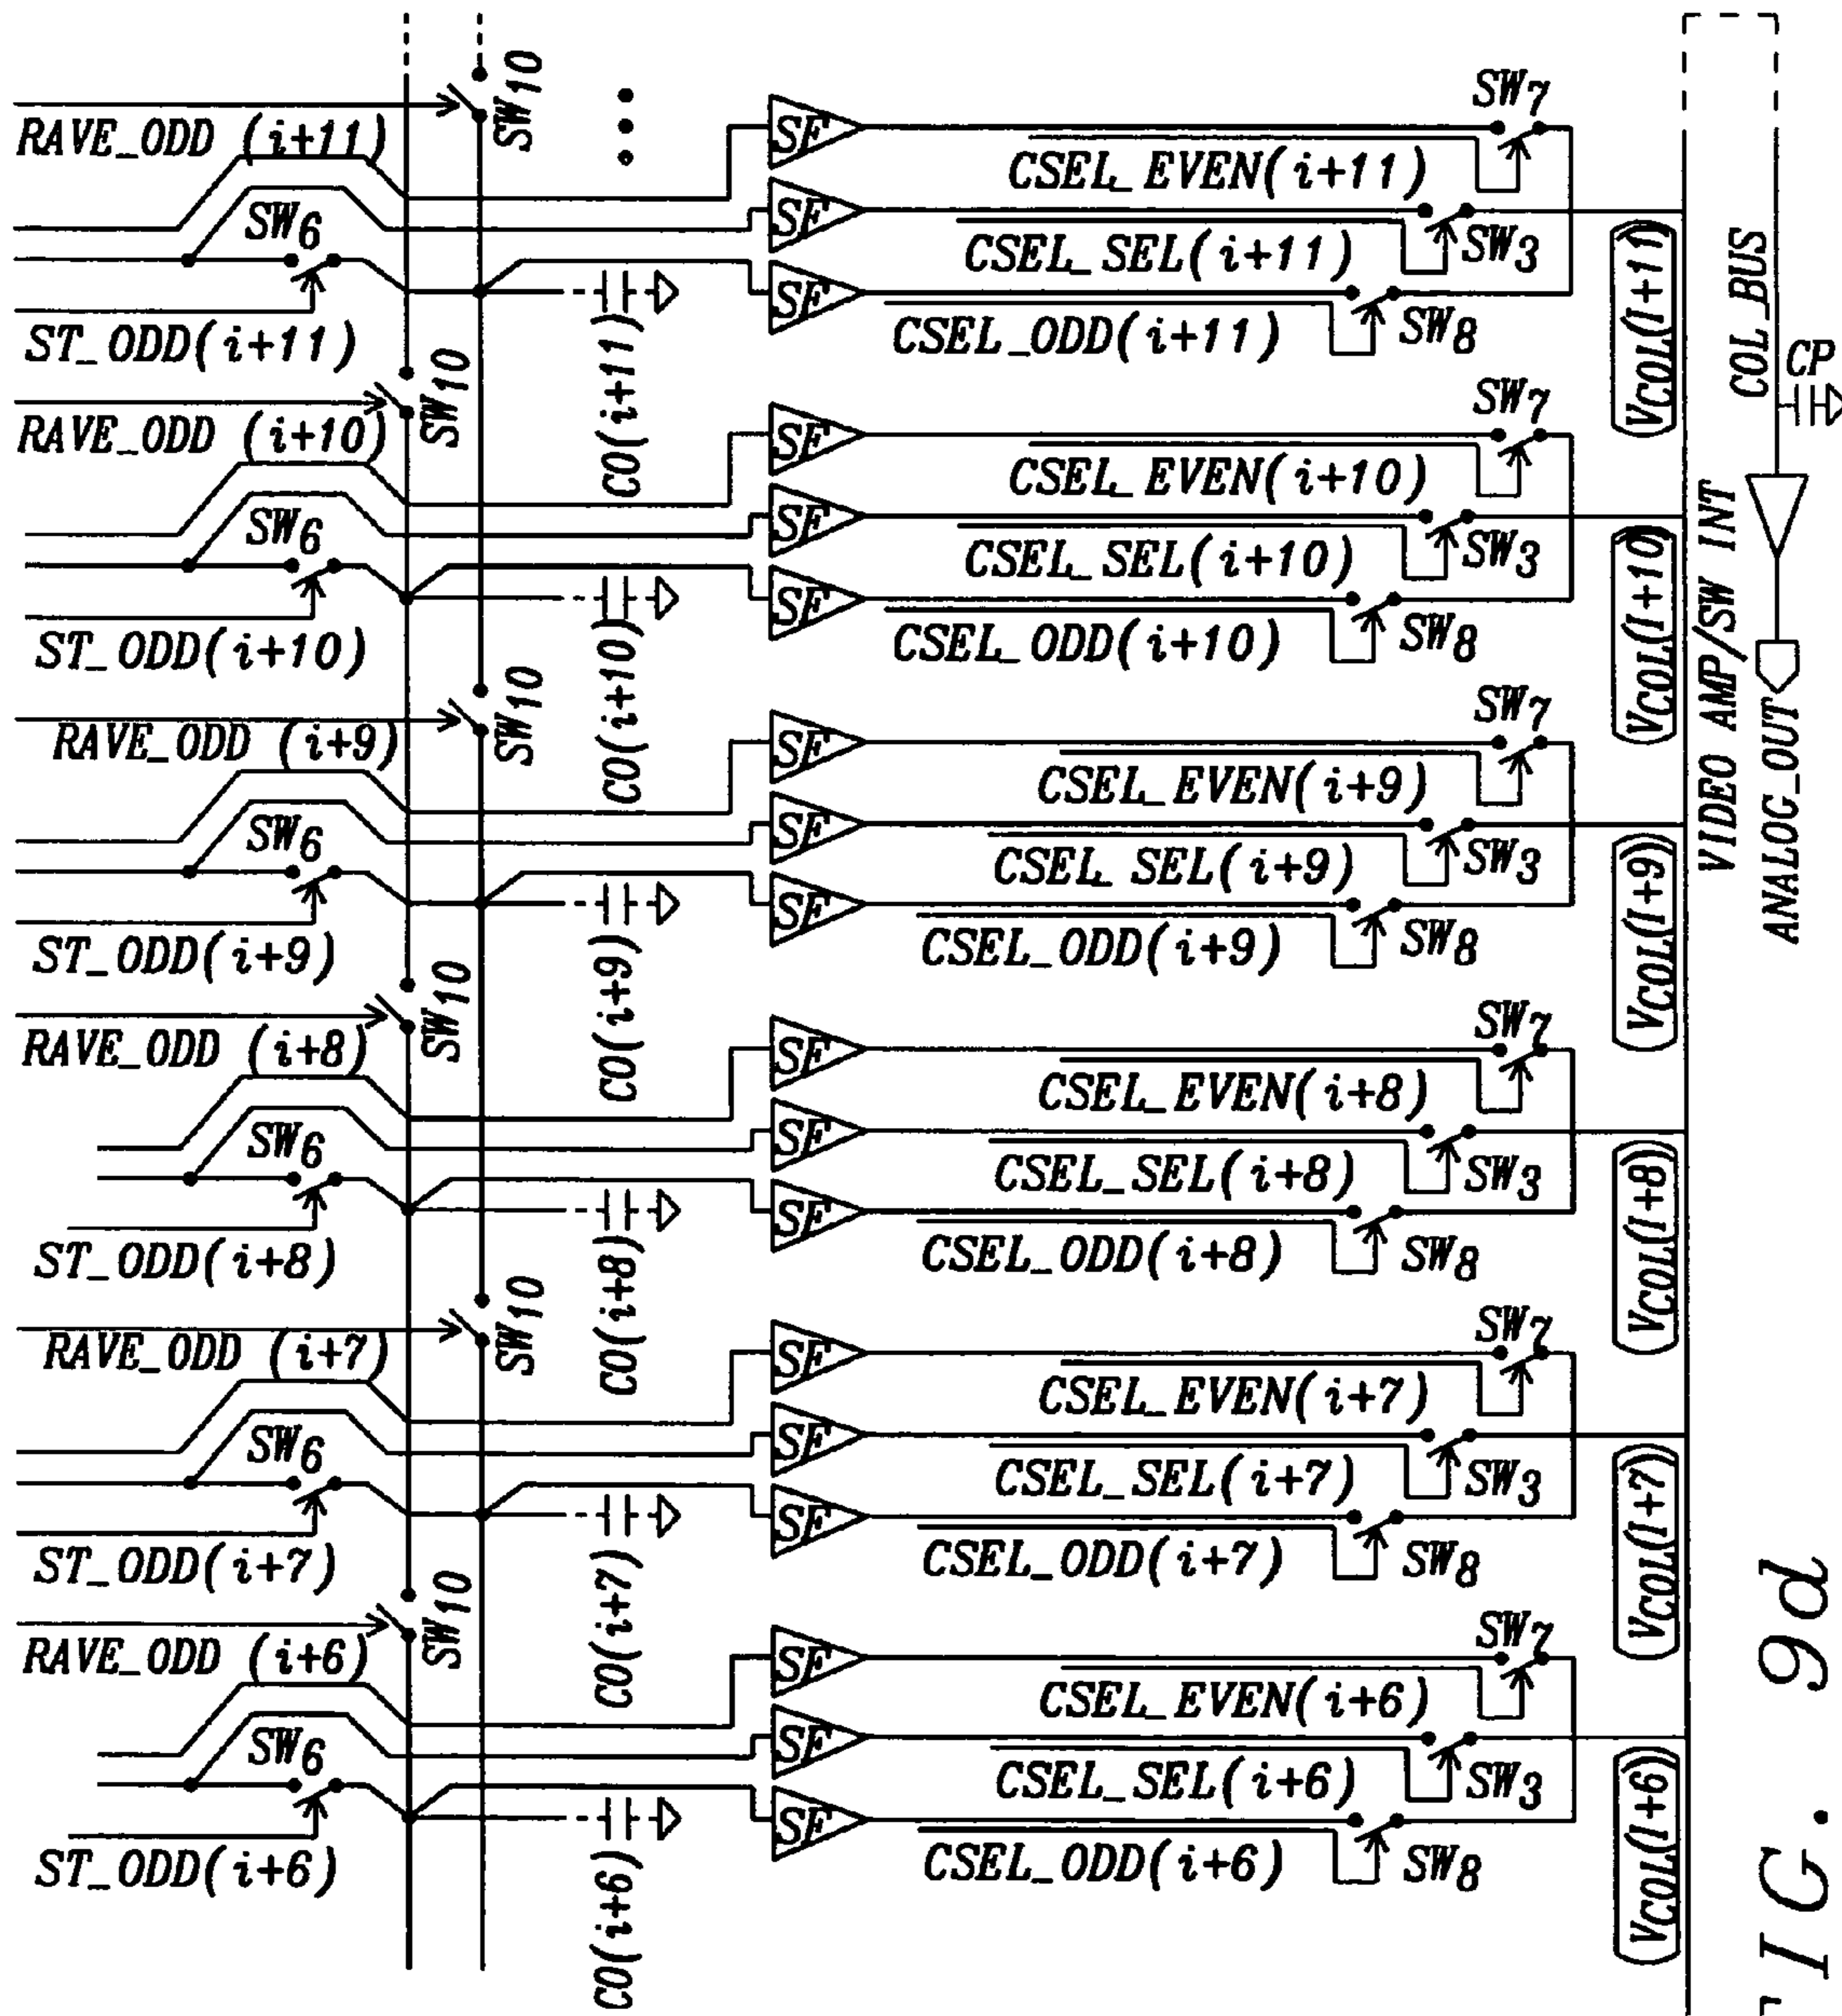 RAVE_ODD (i+11)
SW10
SW6
ST_ODD(i+11)
CO(i+11)
SF
SF
SF
CSEL_EVEN(i+11)
CSEL_SEL(i+11)
CSEL_ODD(i+11)
SW7
SW3
SW8
VCOL(I+11)
RAVE_ODD (i+10)
SW10
SW6
ST_ODD(i+10)
CO(i+10)
SF
SF
SF
CSEL_EVEN(i+10)
CSEL_SEL(i+10)
CSEL_ODD(i+10)
SW7
SW3
SW8
VCOL(I+10)
RAVE_ODD (i+9)
SW10
SW6
ST_ODD(i+9)
CO(i+9)
SF
SF
SF
CSEL_EVEN(i+9)
CSEL_SEL(i+9)
CSEL_ODD(i+9)
SW7
SW3
SW8
VCOL(I+9)
RAVE_ODD (i+8)
SW10
SW6
ST_ODD(i+8)
CO(i+8)
SF
SF
SF
CSEL_EVEN(i+8)
CSEL_SEL(i+8)
CSEL_ODD(i+8)
SW7
SW3
SW8
VCOL(I+8)
RAVE_ODD (i+7)
SW10
SW6
ST_ODD(i+7)
CO(i+7)
SF
SF
SF
CSEL_EVEN(i+7)
CSEL_SEL(i+7)
CSEL_ODD(i+7)
SW7
SW3
SW8
VCOL(I+7)
RAVE_ODD (i+6)
SW10
SW6
ST_ODD(i+6)
CO(i+6)
SF
SF
SF
CSEL_EVEN(i+6)
CSEL_SEL(i+6)
CSEL_ODD(i+6)
SW7
SW3
SW8
VCOL(I+6)
COL_BUS
CP
VIDEO AMP/SW INT
ANALOG_OUT
FIG. 9d